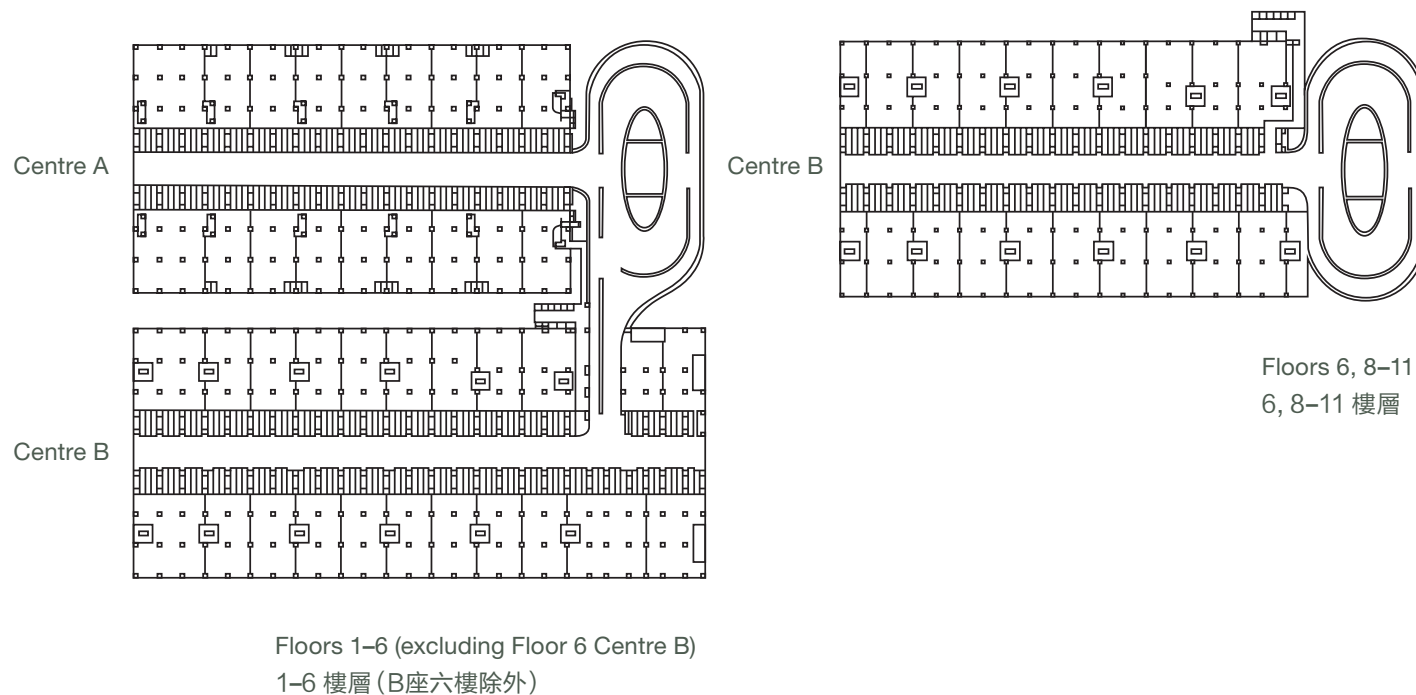 Centre A
Centre B
Floors 1–6 (excluding Floor 6 Centre B)
1–6 樓層（B座六樓除外）
Centre B
Floors 6, 8–11
6, 8–11 樓層